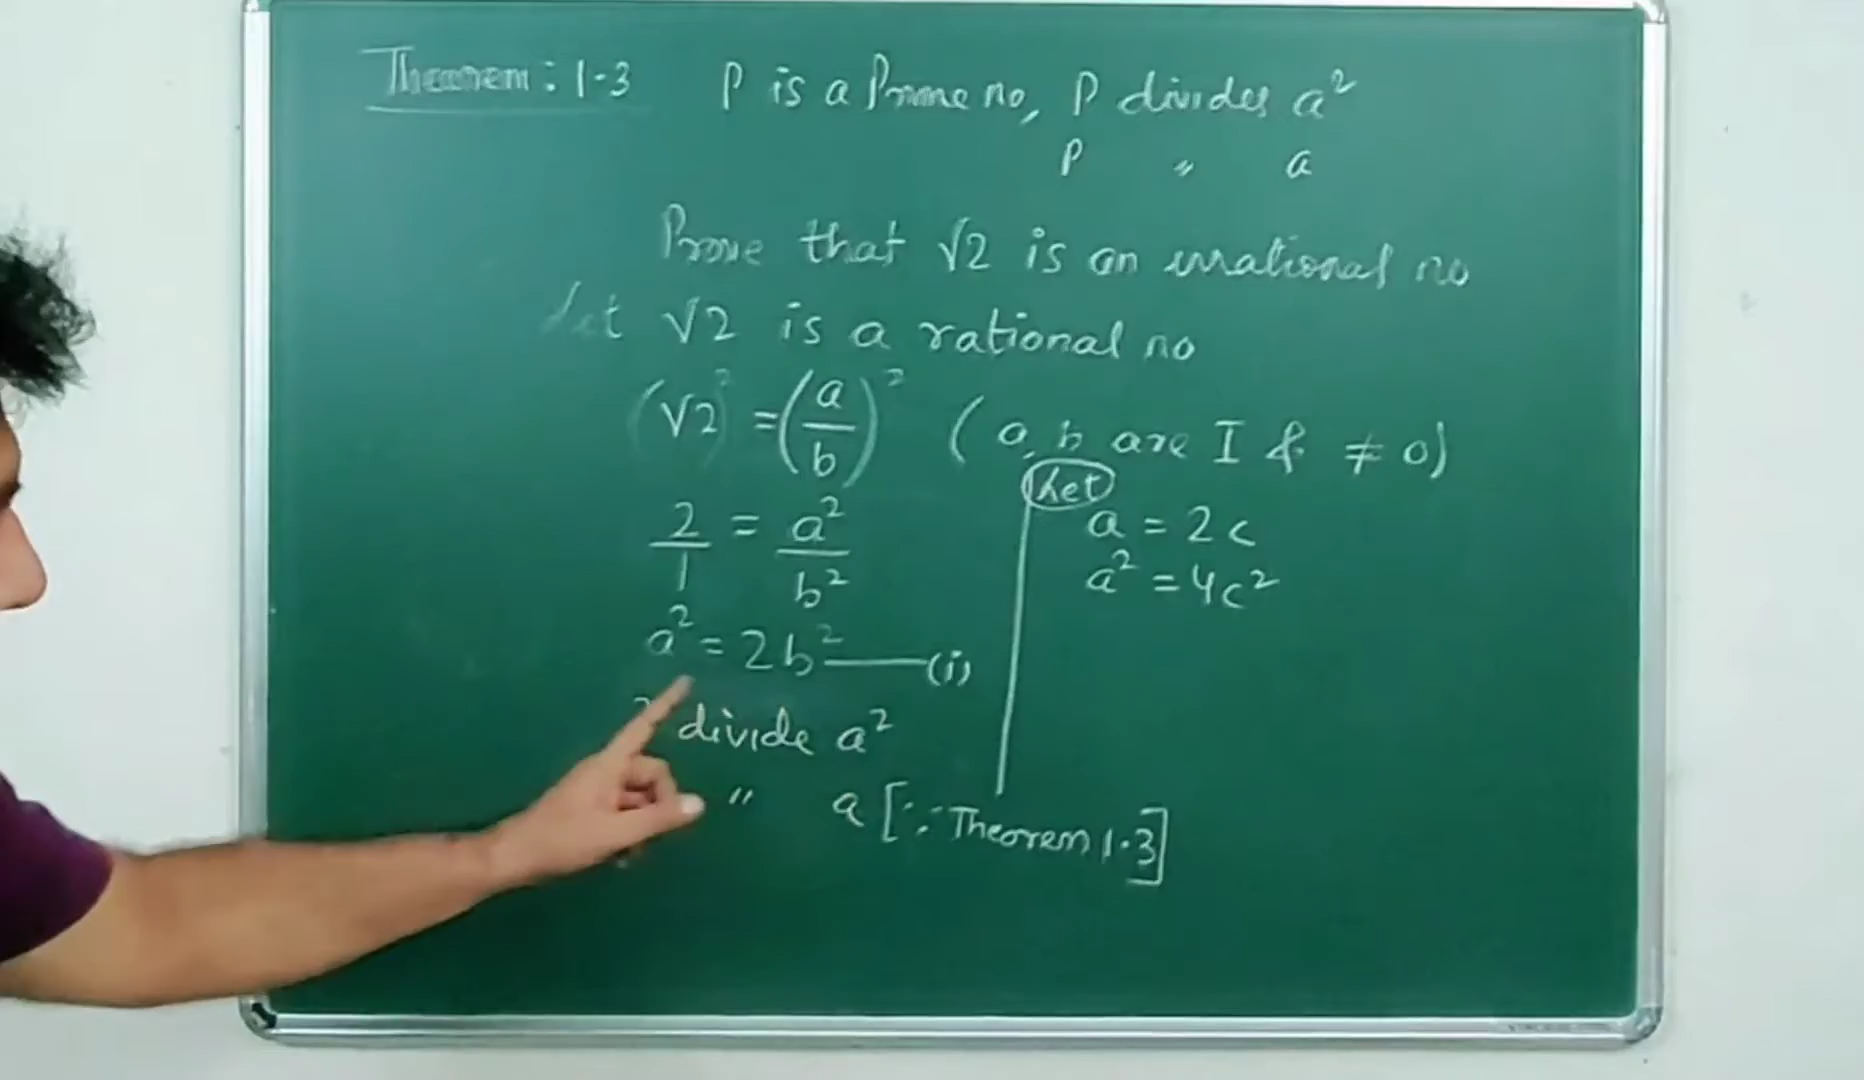 Theorem: 1.3 P is a Prime no, P divides a²
P " a
Prove that √2 is an irrational no
Let √2 is a rational no
(√2)² = (a/b)² (a, b are I & ≠ 0)
2/1 = a²/b²
a² = 2b² —— (i)
2 divide a²
" a [∵ Theorem 1.3]
Let
a = 2c
a² = 4c²